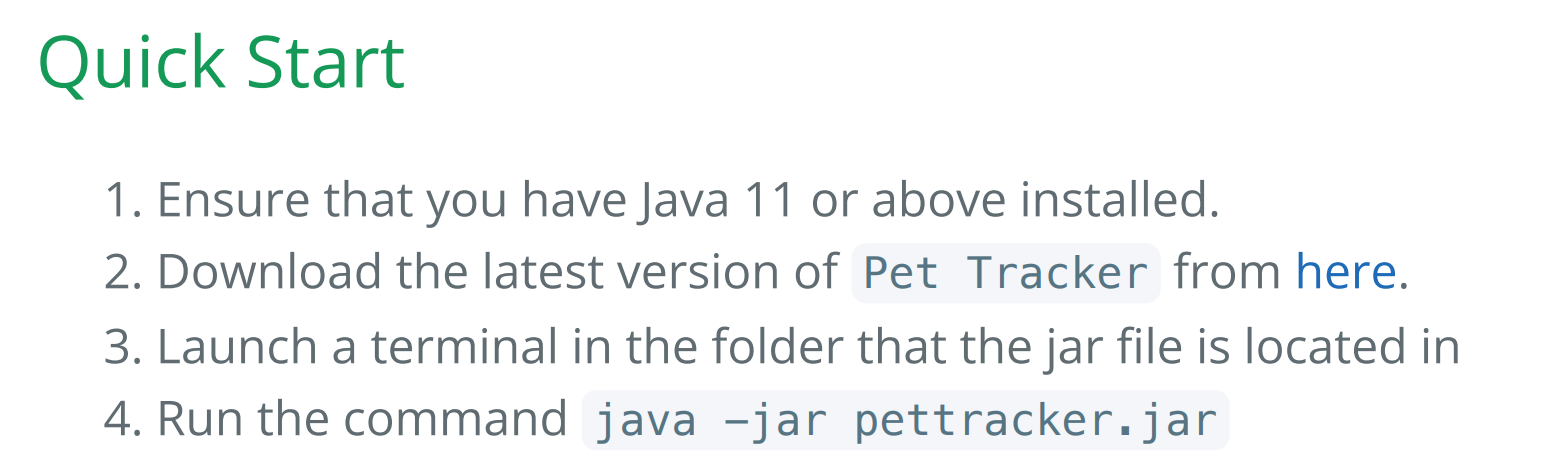 Quick Start
1. Ensure that you have Java 11 or above installed.
2. Download the latest version of Pet Tracker from here.
3. Launch a terminal in the folder that the jar file is located in
4. Run the command java –jar pettracker.jar